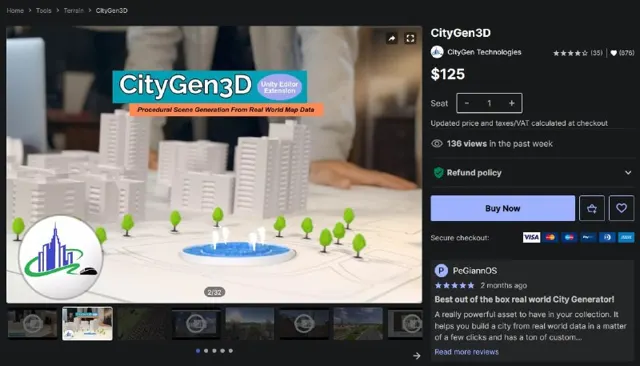 Home > Tools > Terrain > CityGen3D
CityGen3D
Unity Editor
Extension
Procedural Scene Generation From Real World Map Data
2/32
CityGen3D
CityGen Technologies
(35) | (876)
$125
Seat - 1 +
Updated price and taxes/VAT calculated at checkout
136 views in the past week
Refund policy
Buy Now
Secure checkout: VISA
P PeGiannOS
2 months ago
Best out of the box real world City Generator!
A really powerful asset to have in your collection. It
helps you build a city from real world data in a matter
of a few clicks and has a ton of custom...
Read more reviews